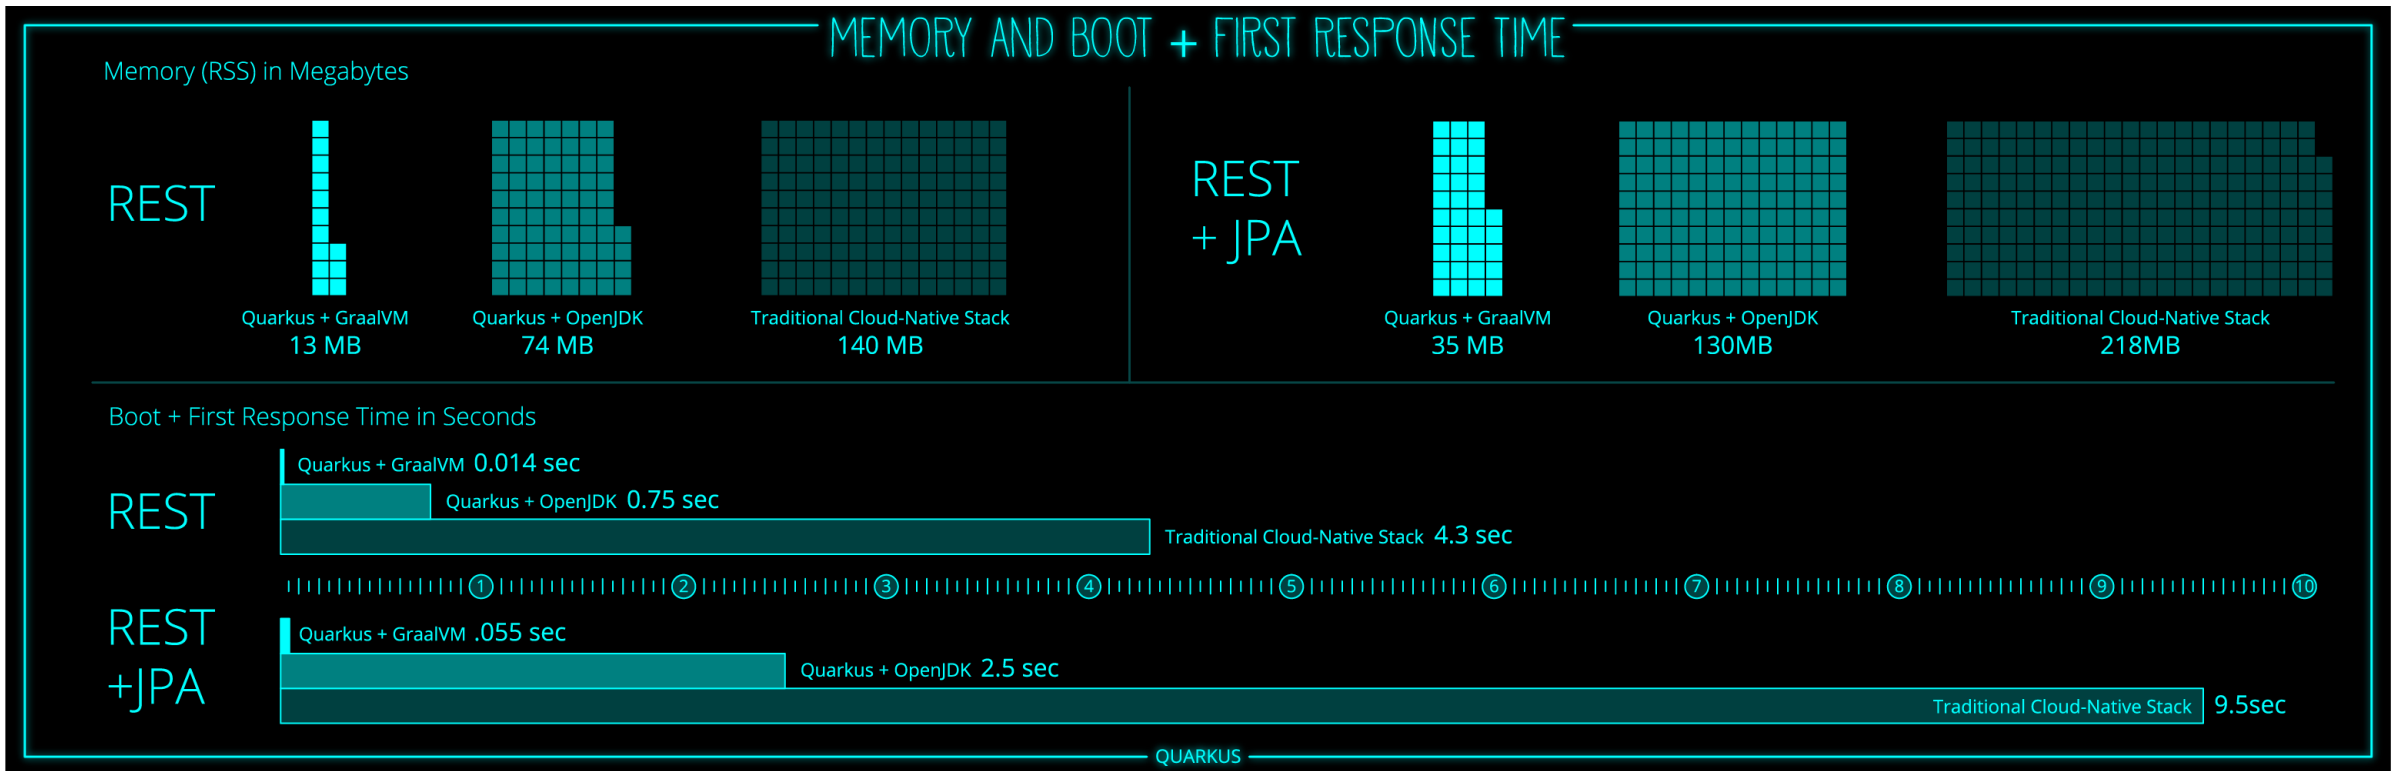 MEMORY AND BOOT + FIRST RESPONSE TIME
Memory (RSS) in Megabytes
REST
Quarkus + GraalVM
13 MB
Quarkus + OpenJDK
74 MB
Traditional Cloud-Native Stack
140 MB
REST
+ JPA
Quarkus + GraalVM
35 MB
Quarkus + OpenJDK
130MB
Traditional Cloud-Native Stack
218MB
Boot + First Response Time in Seconds
REST
Quarkus + GraalVM 0.014 sec
Quarkus + OpenJDK 0.75 sec
Traditional Cloud-Native Stack 4.3 sec
1 2 3 4 5 6 7 8 9 10
REST
+JPA
Quarkus + GraalVM .055 sec
Quarkus + OpenJDK 2.5 sec
Traditional Cloud-Native Stack 9.5sec
QUARKUS